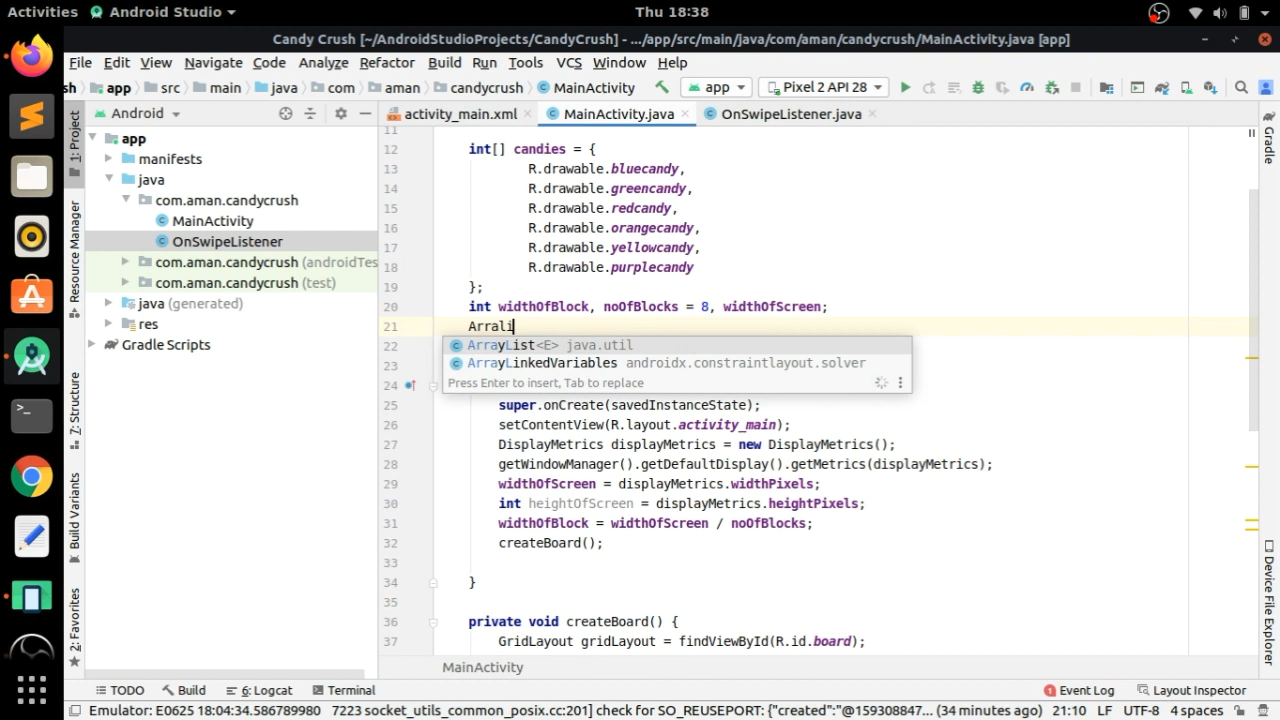 Activities Android Studio Thu 18:38
Candy Crush [~/AndroidStudioProjects/CandyCrush] - .../app/src/main/java/com/aman/candycrush/MainActivity.java [app]
File Edit View Navigate Code Analyze Refactor Build Run Tools VCS Window Help
sh app src main java com aman candycrush MainActivity app Pixel 2 API 28
Android activity_main.xml MainActivity.java OnSwipeListener.java
1: Project
Resource Manager
7: Structure
Build Variants
2: Favorites
app
manifests
java
com.aman.candycrush
MainActivity
OnSwipeListener
com.aman.candycrush (androidTes
com.aman.candycrush (test)
java (generated)
res
Gradle Scripts
11
12 int[] candies = {
13 R.drawable.bluecandy,
14 R.drawable.greencandy,
15 R.drawable.redcandy,
16 R.drawable.orangecandy,
17 R.drawable.yellowcandy,
18 R.drawable.purplecandy
19 };
20 int widthOfBlock, noOfBlocks = 8, widthOfScreen;
21 Arrali
ArrayList<E> java.util
ArrayLinkedVariables androidx.constraintlayout.solver
Press Enter to insert, Tab to replace
22
23
24
25 super.onCreate(savedInstanceState);
26 setContentView(R.layout.activity_main);
27 DisplayMetrics displayMetrics = new DisplayMetrics();
28 getWindowManager().getDefaultDisplay().getMetrics(displayMetrics);
29 widthOfScreen = displayMetrics.widthPixels;
30 int heightOfScreen = displayMetrics.heightPixels;
31 widthOfBlock = widthOfScreen / noOfBlocks;
32 createBoard();
33
34 }
35
36 private void createBoard() {
37 GridLayout gridLayout = findViewById(R.id.board);
MainActivity
Gradle
Device File Explorer
TODO Build 6: Logcat Terminal 1 Event Log Layout Inspector
Emulator: E0625 18:04:34.586789980 7223 socket_utils_common_posix.cc:201] check for SO_REUSEPORT: {"created":"@159308847... (34 minutes ago) 21:10 LF UTF-8 4 spaces